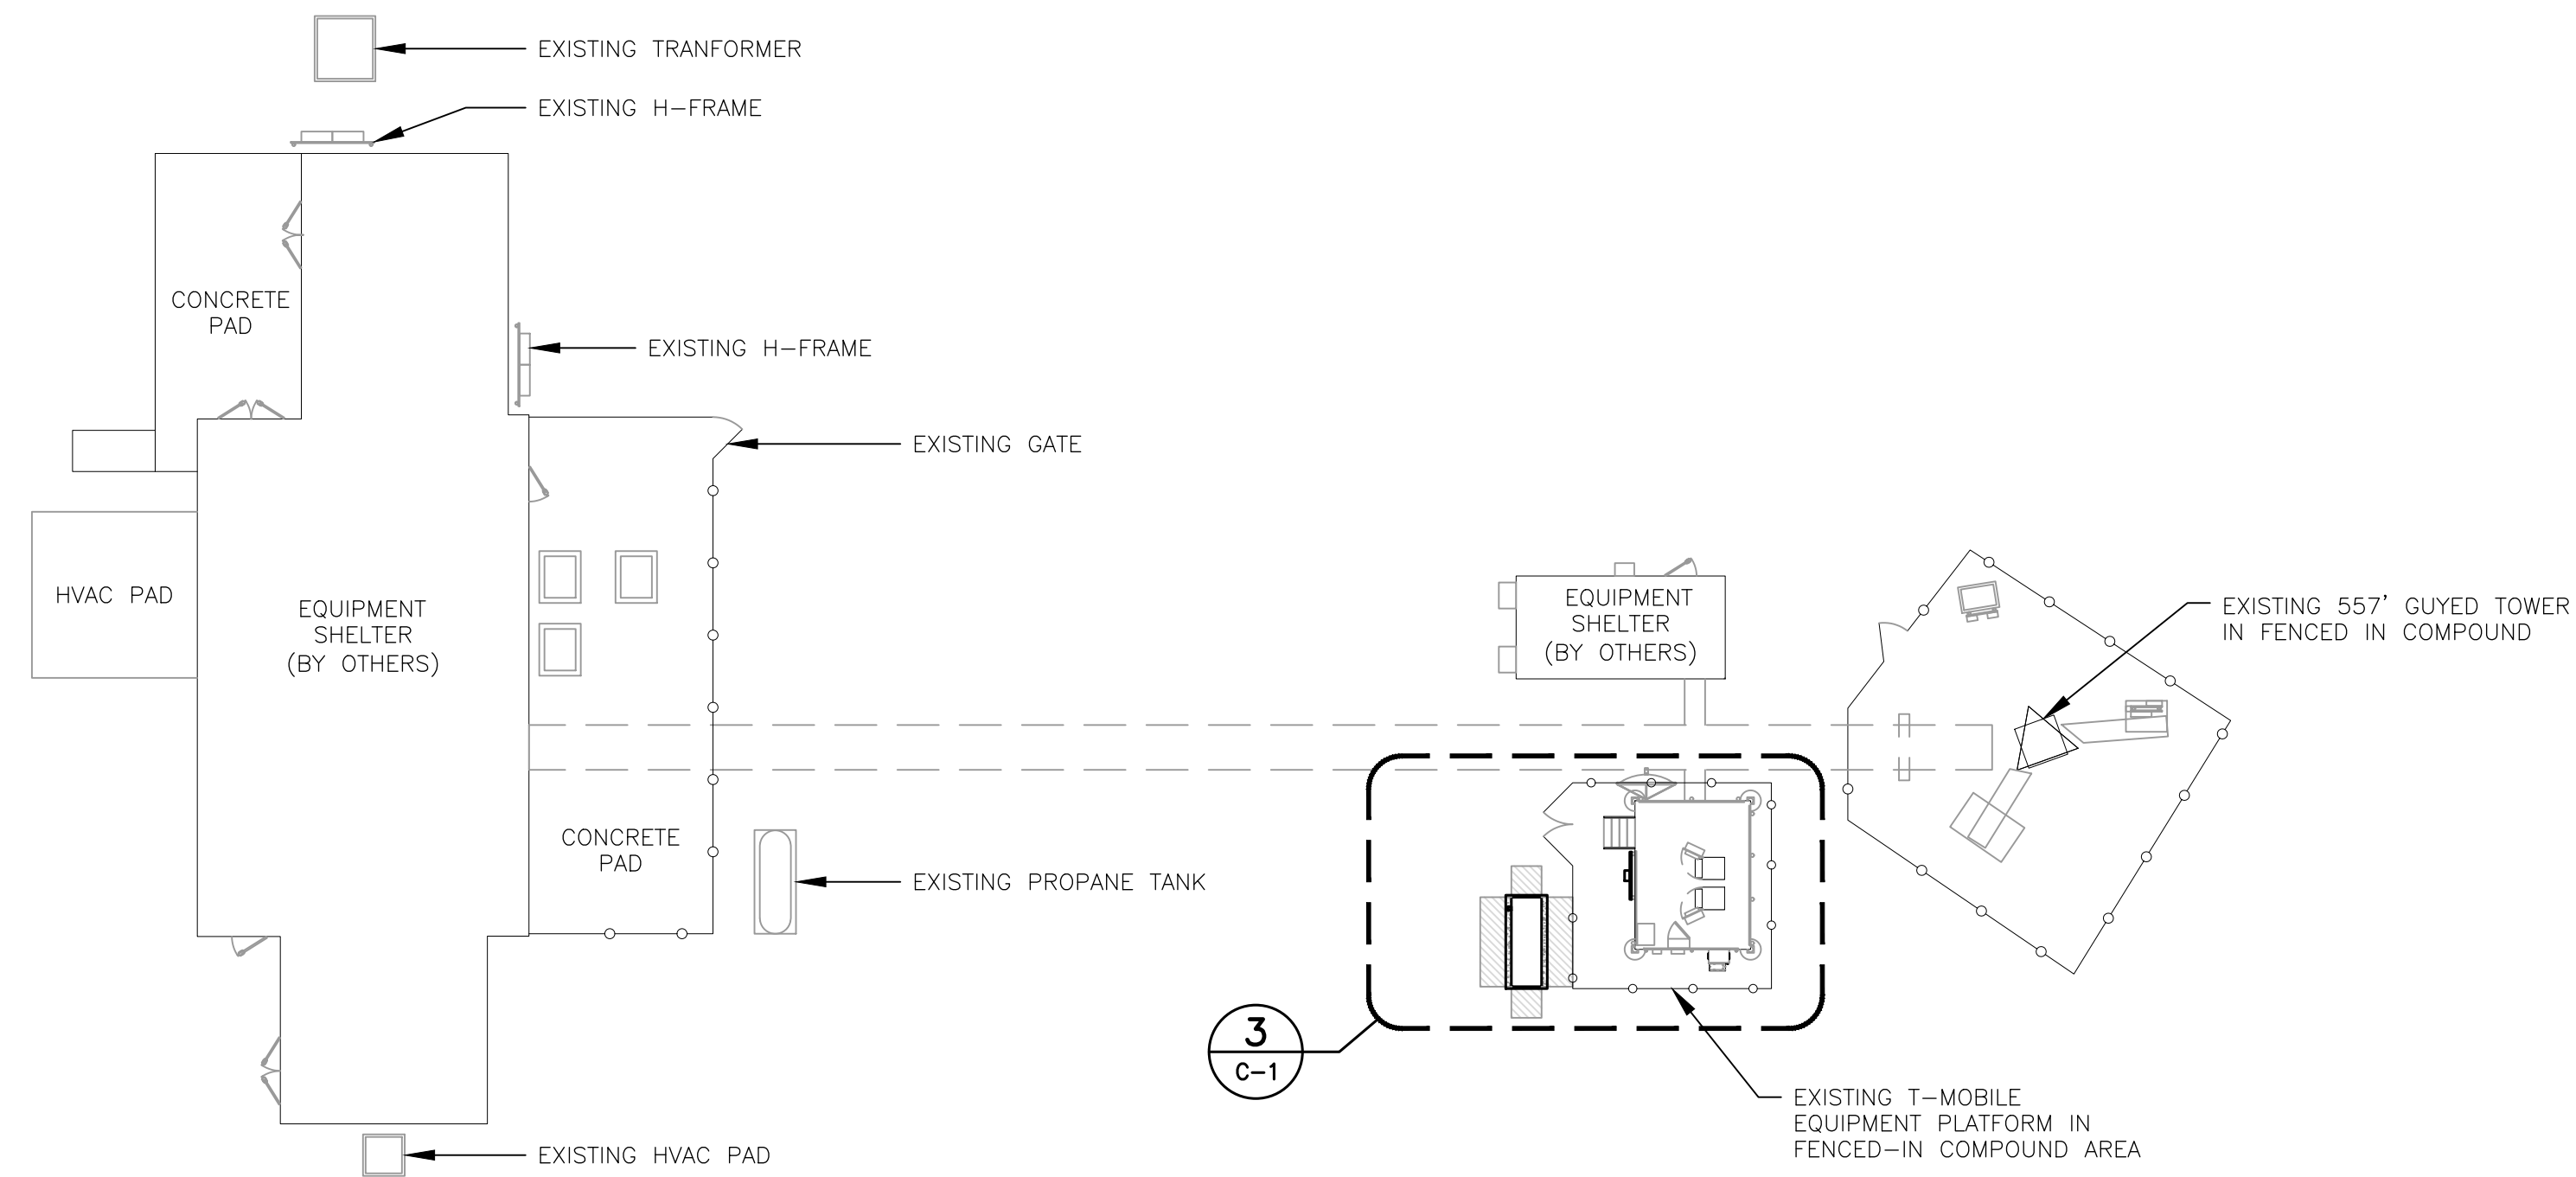 EXISTING TRANFORMER
EXISTING H-FRAME
CONCRETE
PAD
EXISTING H-FRAME
EXISTING GATE
HVAC PAD
EQUIPMENT
SHELTER
(BY OTHERS)
EQUIPMENT
SHELTER
(BY OTHERS)
EXISTING 557' GUYED TOWER
IN FENCED IN COMPOUND
CONCRETE
PAD
EXISTING PROPANE TANK
3
C-1
EXISTING T-MOBILE
EQUIPMENT PLATFORM IN
FENCED-IN COMPOUND AREA
EXISTING HVAC PAD